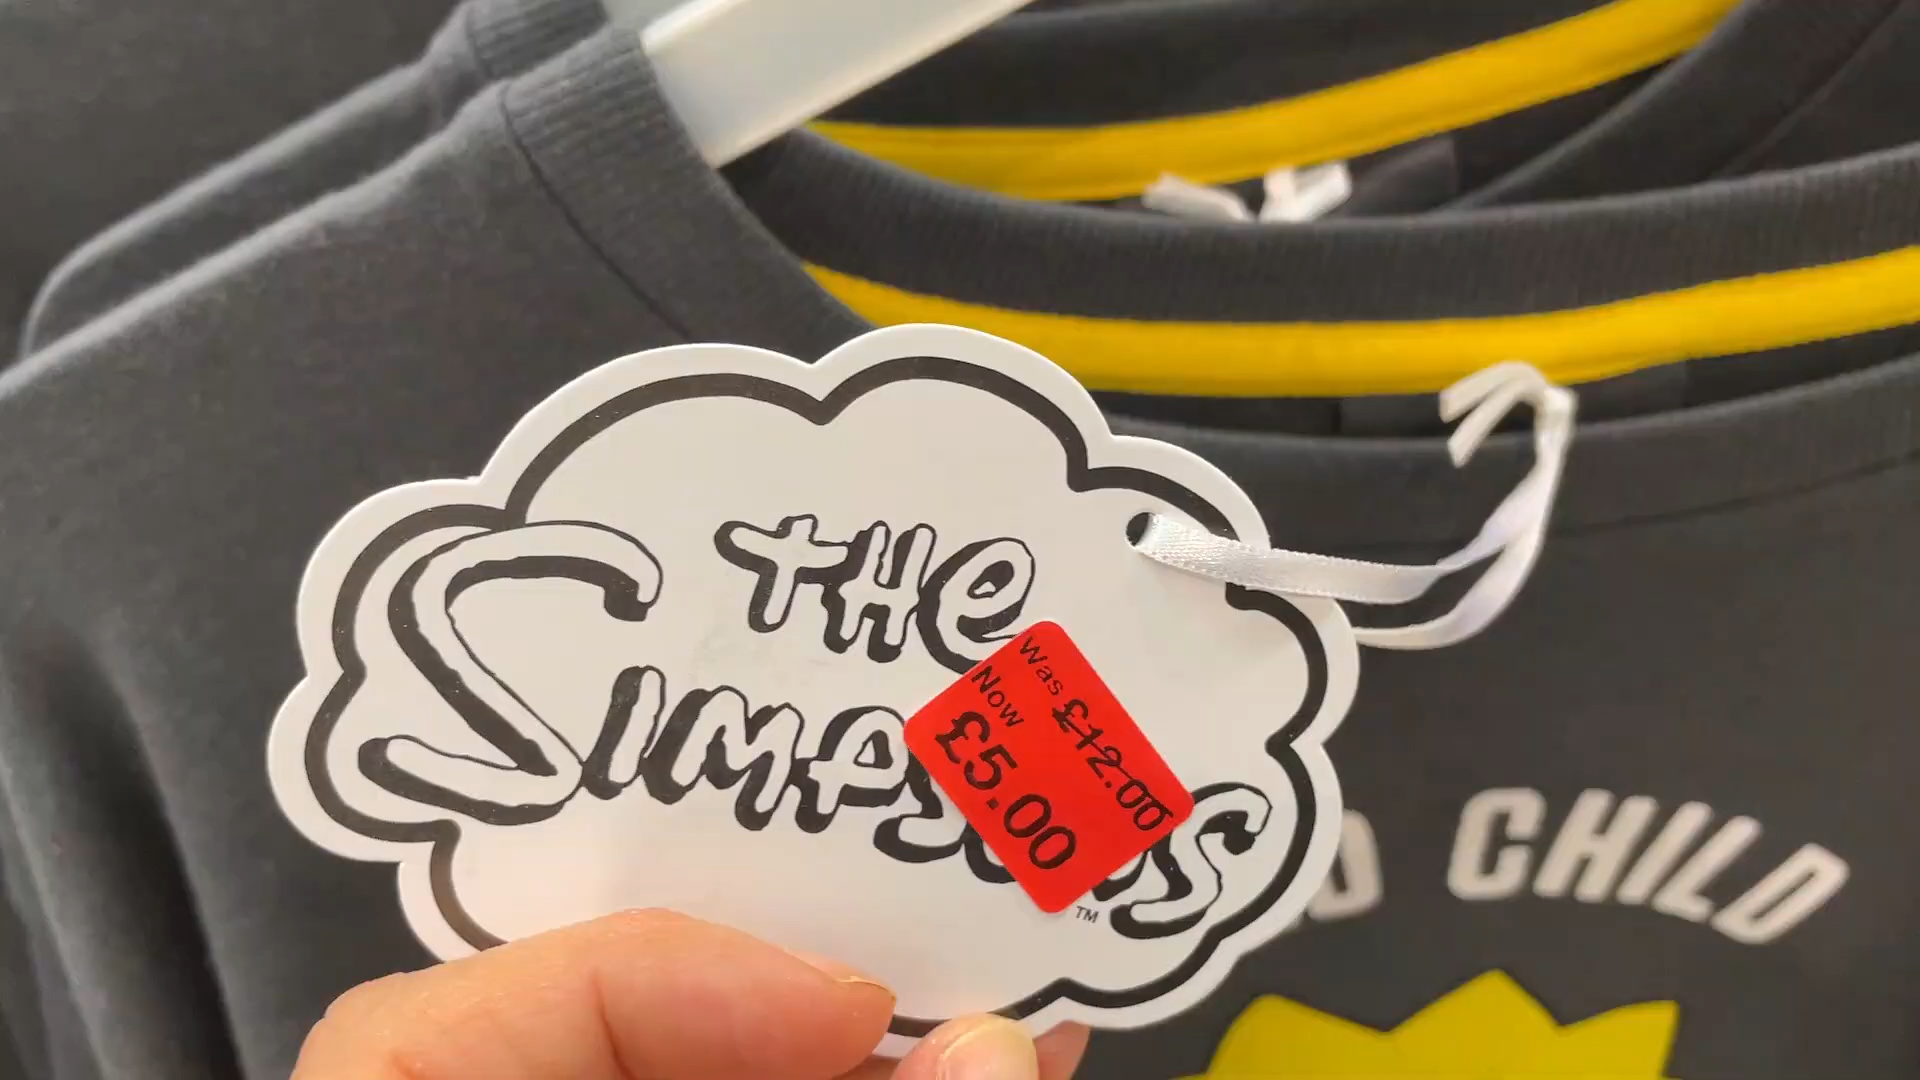 THE
SIMPSONS
TM
Was £12.00
Now
£5.00
CHILD